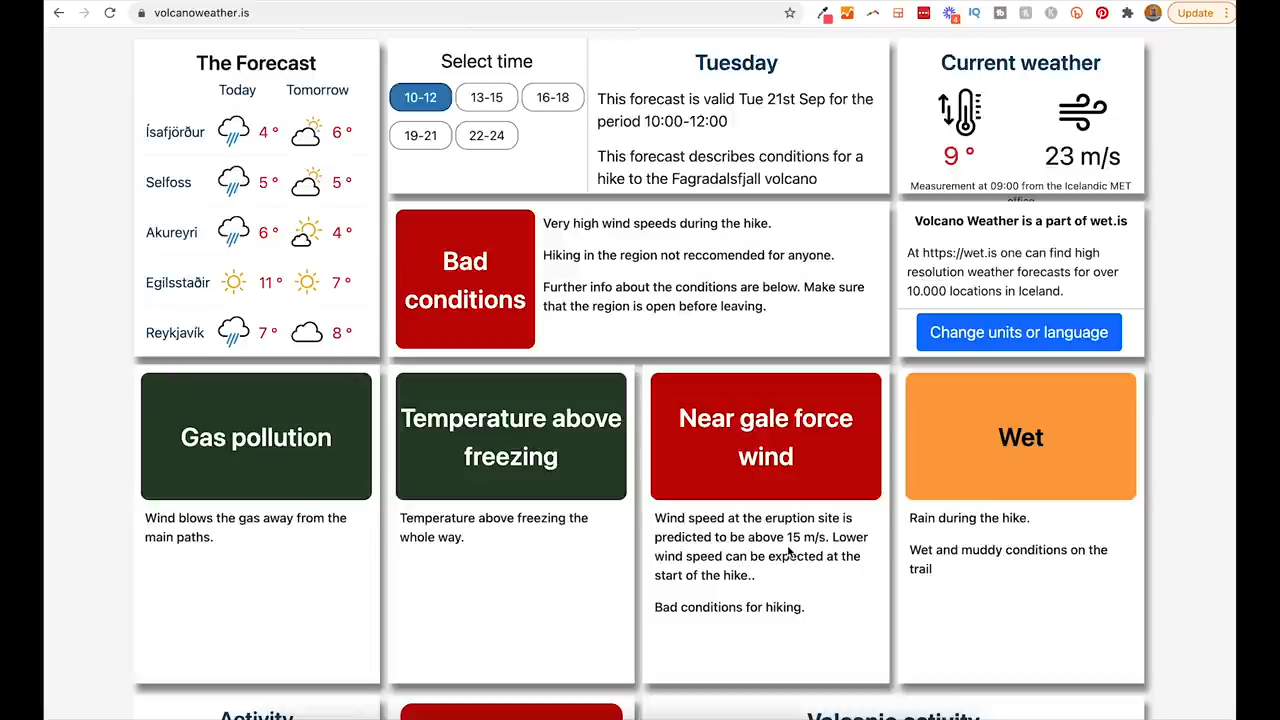 volcanoweather.is
Update
The Forecast
Today Tomorrow
Ísafjörður 4 ° 6 °
Selfoss 5 ° 5 °
Akureyri 6 ° 4 °
Egilsstaðir 11 ° 7 °
Reykjavík 7 ° 8 °
Select time
10-12 13-15 16-18
19-21 22-24
Tuesday
This forecast is valid Tue 21st Sep for the
period 10:00-12:00
This forecast describes conditions for a
hike to the Fagradalsfjall volcano
Current weather
9 ° 23 m/s
Measurement at 09:00 from the Icelandic MET
office
Bad
conditions
Very high wind speeds during the hike.
Hiking in the region not reccomended for anyone.
Further info about the conditions are below. Make sure
that the region is open before leaving.
Volcano Weather is a part of wet.is
At https://wet.is one can find high
resolution weather forecasts for over
10.000 locations in Iceland.
Change units or language
Gas pollution
Wind blows the gas away from the
main paths.
Temperature above
freezing
Temperature above freezing the
whole way.
Near gale force
wind
Wind speed at the eruption site is
predicted to be above 15 m/s. Lower
wind speed can be expected at the
start of the hike..
Bad conditions for hiking.
Wet
Rain during the hike.
Wet and muddy conditions on the
trail
Activity
Volcanic activity